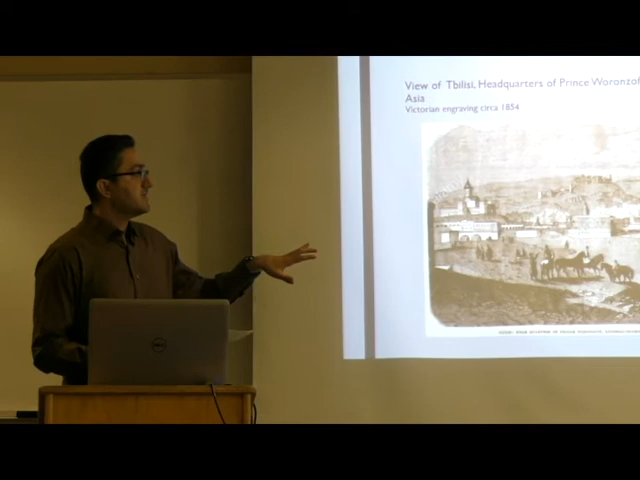 View of Tbilisi, Headquarters of Prince Woronzof
Asia
Victorian engraving circa 1854
DELL